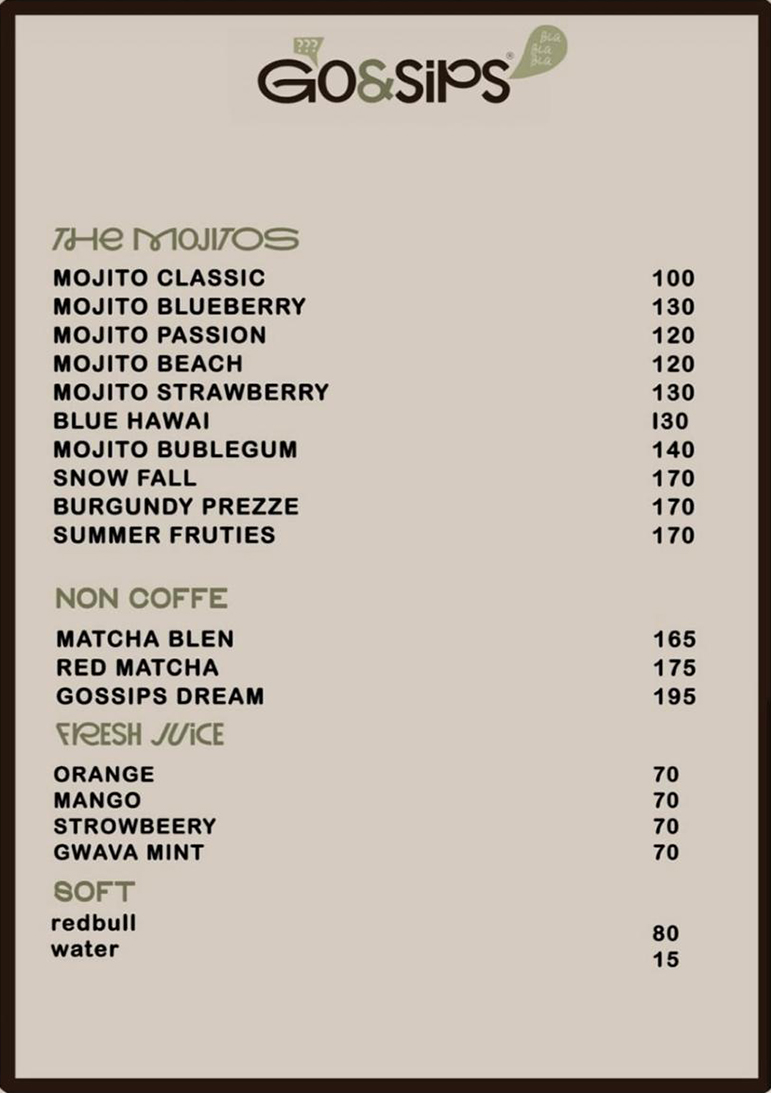 ???
GO&SiPS®
BLA
BLA
BLA
THe MOJITOS
MOJITO CLASSIC 100
MOJITO BLUEBERRY 130
MOJITO PASSION 120
MOJITO BEACH 120
MOJITO STRAWBERRY 130
BLUE HAWAI I30
MOJITO BUBLEGUM 140
SNOW FALL 170
BURGUNDY PREZZE 170
SUMMER FRUTIES 170
NON COFFE
MATCHA BLEN 165
RED MATCHA 175
GOSSIPS DREAM 195
FRESH JUiCE
ORANGE 70
MANGO 70
STROWBEERY 70
GWAVA MINT 70
SOFT
redbull 80
water 15